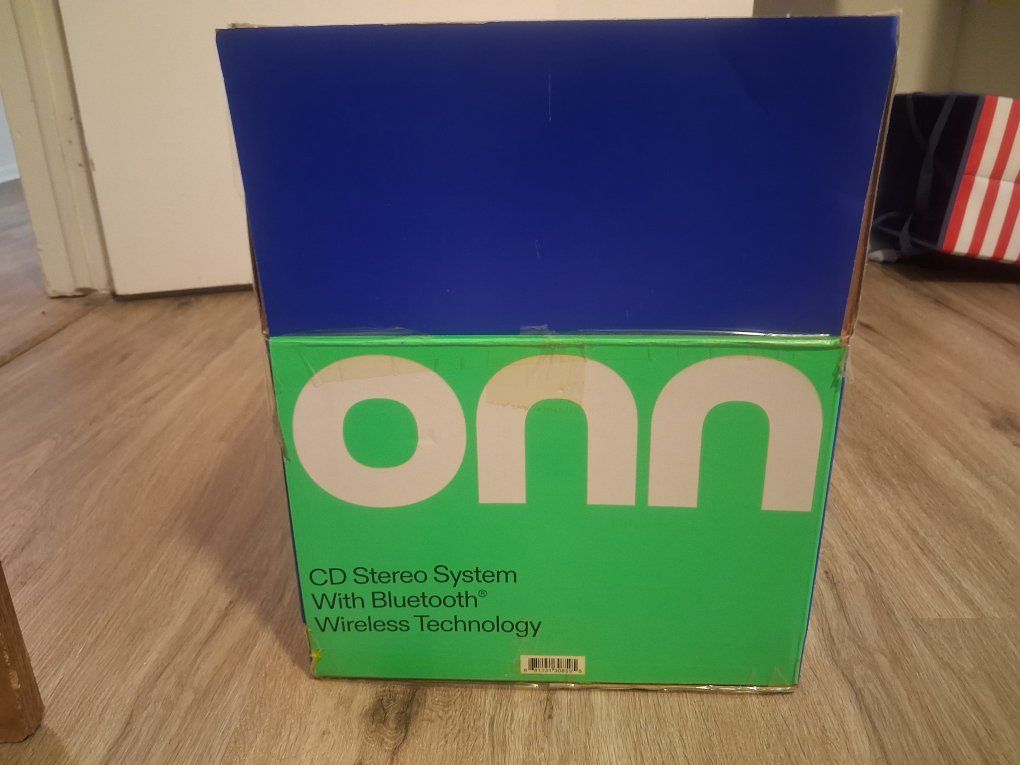 onn
CD Stereo System
With Bluetooth®
Wireless Technology